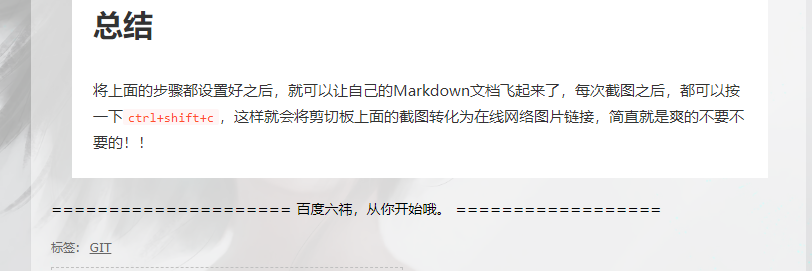 总结
将上面的步骤都设置好之后，就可以让自己的Markdown文档飞起来了，每次截图之后，都可以按
一下 ctrl+shift+c ，这样就会将剪切板上面的截图转化为在线网络图片链接，简直就是爽的不要不
要的！！
===================== 百度六祎，从你开始哦。 ==================
标签： GIT